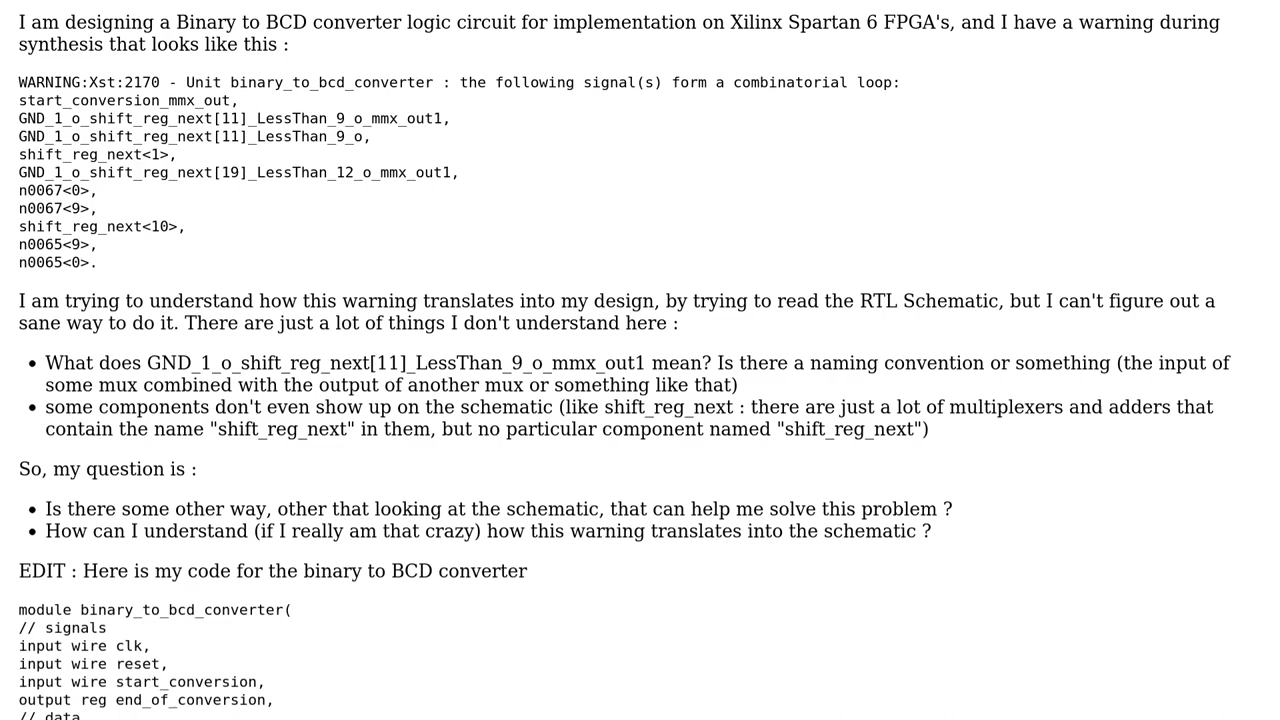 I am designing a Binary to BCD converter logic circuit for implementation on Xilinx Spartan 6 FPGA's, and I have a warning during
synthesis that looks like this :
WARNING:Xst:2170 - Unit binary_to_bcd_converter : the following signal(s) form a combinatorial loop:
start_conversion_mmx_out,
GND_1_o_shift_reg_next[11]_LessThan_9_o_mmx_out1,
GND_1_o_shift_reg_next[11]_LessThan_9_o,
shift_reg_next<1>,
GND_1_o_shift_reg_next[19]_LessThan_12_o_mmx_out1,
n0067<0>,
n0067<9>,
shift_reg_next<10>,
n0065<9>,
n0065<0>.
I am trying to understand how this warning translates into my design, by trying to read the RTL Schematic, but I can't figure out a
sane way to do it. There are just a lot of things I don't understand here :
• What does GND_1_o_shift_reg_next[11]_LessThan_9_o_mmx_out1 mean? Is there a naming convention or something (the input of
some mux combined with the output of another mux or something like that)
• some components don't even show up on the schematic (like shift_reg_next : there are just a lot of multiplexers and adders that
contain the name "shift_reg_next" in them, but no particular component named "shift_reg_next")
So, my question is :
• Is there some other way, other that looking at the schematic, that can help me solve this problem ?
• How can I understand (if I really am that crazy) how this warning translates into the schematic ?
EDIT : Here is my code for the binary to BCD converter
module binary_to_bcd_converter(
// signals
input wire clk,
input wire reset,
input wire start_conversion,
output reg end_of_conversion,
// data